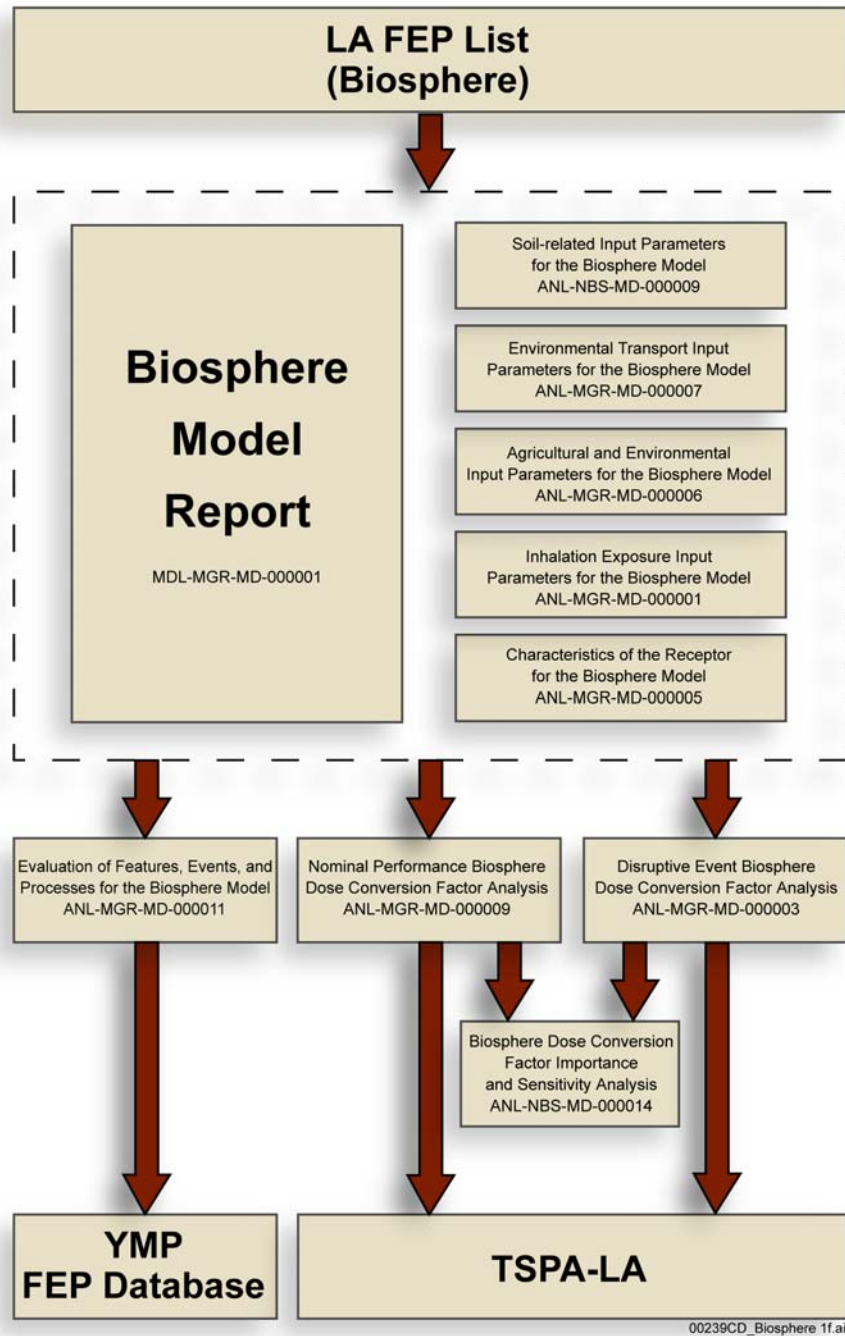 LA FEP List
(Biosphere)
Biosphere
Model
Report
MDL-MGR-MD-000001
Soil-related Input Parameters
for the Biosphere Model
ANL-NBS-MD-000009
Environmental Transport Input
Parameters for the Biosphere Model
ANL-MGR-MD-000007
Agricultural and Environmental
Input Parameters for the Biosphere Model
ANL-MGR-MD-000006
Inhalation Exposure Input
Parameters for the Biosphere Model
ANL-MGR-MD-000001
Characteristics of the Receptor
for the Biosphere Model
ANL-MGR-MD-000005
Evaluation of Features, Events, and
Processes for the Biosphere Model
ANL-MGR-MD-000011
Nominal Performance Biosphere
Dose Conversion Factor Analysis
ANL-MGR-MD-000009
Disruptive Event Biosphere
Dose Conversion Factor Analysis
ANL-MGR-MD-000003
Biosphere Dose Conversion
Factor Importance
and Sensitivity Analysis
ANL-NBS-MD-000014
YMP
FEP Database
TSPA-LA
00239CD_Biosphere 1f.ai